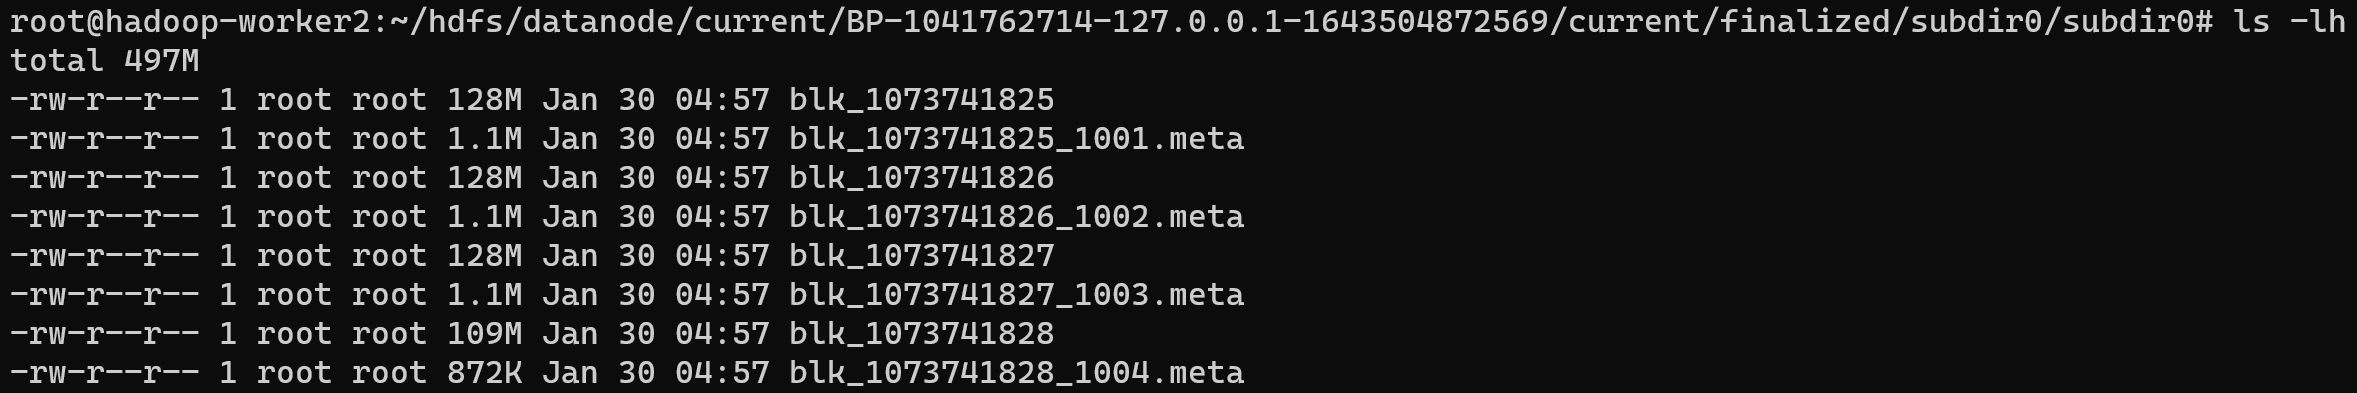 root@hadoop-worker2:~/hdfs/datanode/current/BP-1041762714-127.0.0.1-1643504872569/current/finalized/subdir0/subdir0# ls -lh
total 497M
-rw-r--r-- 1 root root 128M Jan 30 04:57 blk_1073741825
-rw-r--r-- 1 root root 1.1M Jan 30 04:57 blk_1073741825_1001.meta
-rw-r--r-- 1 root root 128M Jan 30 04:57 blk_1073741826
-rw-r--r-- 1 root root 1.1M Jan 30 04:57 blk_1073741826_1002.meta
-rw-r--r-- 1 root root 128M Jan 30 04:57 blk_1073741827
-rw-r--r-- 1 root root 1.1M Jan 30 04:57 blk_1073741827_1003.meta
-rw-r--r-- 1 root root 109M Jan 30 04:57 blk_1073741828
-rw-r--r-- 1 root root 872K Jan 30 04:57 blk_1073741828_1004.meta